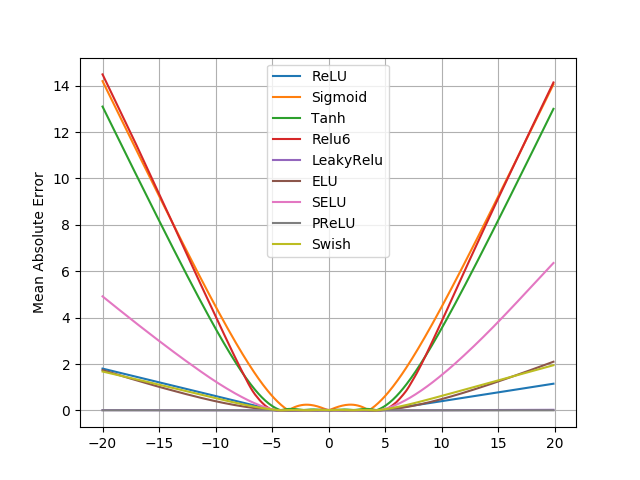 Mean Absolute Error
14
12
10
8
6
4
2
0
ReLU
Sigmoid
Tanh
Relu6
LeakyRelu
ELU
SELU
PReLU
Swish
−20 −15 −10 −5 0 5 10 15 20